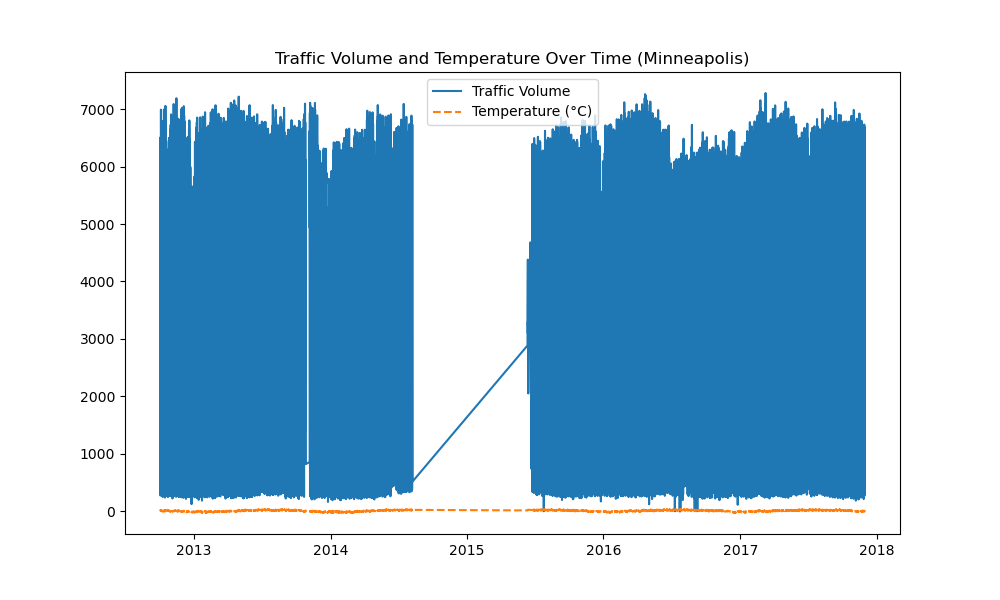 Traffic Volume and Temperature Over Time (Minneapolis)
Traffic Volume
Temperature (°C)
7000
6000
5000
4000
3000
2000
1000
0
2013 2014 2015 2016 2017 2018